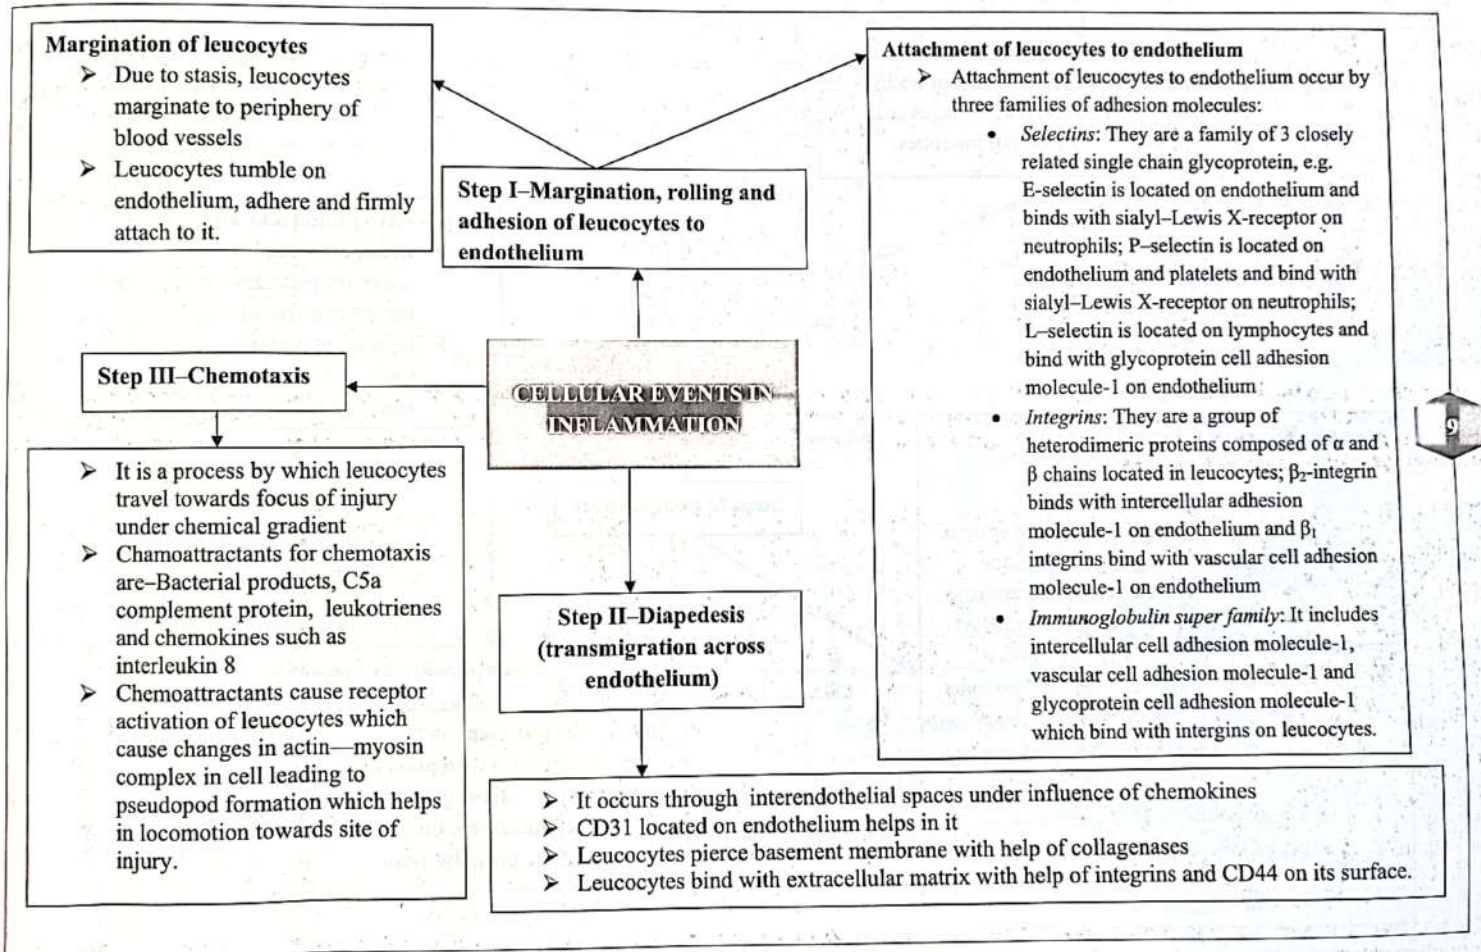 Margination of leucocytes
➤ Due to stasis, leucocytes
marginate to periphery of
blood vessels
➤ Leucocytes tumble on
endothelium, adhere and firmly
attach to it.
Step I–Margination, rolling and
adhesion of leucocytes to
endothelium
Attachment of leucocytes to endothelium
➤ Attachment of leucocytes to endothelium occur by
three families of adhesion molecules:
• Selectins: They are a family of 3 closely
related single chain glycoprotein, e.g.
E-selectin is located on endothelium and
binds with sialyl–Lewis X-receptor on
neutrophils; P–selectin is located on
endothelium and platelets and bind with
sialyl–Lewis X-receptor on neutrophils;
L–selectin is located on lymphocytes and
bind with glycoprotein cell adhesion
molecule-1 on endothelium
• Integrins: They are a group of
heterodimeric proteins composed of α and
β chains located in leucocytes; β₂-integrin
binds with intercellular adhesion
molecule-1 on endothelium and β₁
integrins bind with vascular cell adhesion
molecule-1 on endothelium
• Immunoglobulin super family: It includes
intercellular cell adhesion molecule-1,
vascular cell adhesion molecule-1 and
glycoprotein cell adhesion molecule-1
which bind with intergins on leucocytes.
9
CELLULAR EVENTS IN
INFLAMMATION
Step III–Chemotaxis
➤ It is a process by which leucocytes
travel towards focus of injury
under chemical gradient
➤ Chamoattractants for chemotaxis
are–Bacterial products, C5a
complement protein, leukotrienes
and chemokines such as
interleukin 8
➤ Chemoattractants cause receptor
activation of leucocytes which
cause changes in actin—myosin
complex in cell leading to
pseudopod formation which helps
in locomotion towards site of
injury.
Step II–Diapedesis
(transmigration across
endothelium)
➤ It occurs through interendothelial spaces under influence of chemokines
➤ CD31 located on endothelium helps in it
➤ Leucocytes pierce basement membrane with help of collagenases
➤ Leucocytes bind with extracellular matrix with help of integrins and CD44 on its surface.